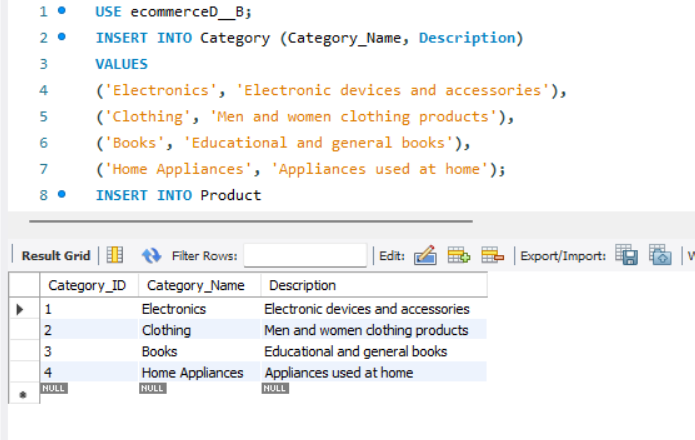 1 USE ecommerceD__B;
2 INSERT INTO Category (Category_Name, Description)
3 VALUES
4 ('Electronics', 'Electronic devices and accessories'),
5 ('Clothing', 'Men and women clothing products'),
6 ('Books', 'Educational and general books'),
7 ('Home Appliances', 'Appliances used at home');
8 INSERT INTO Product
Result Grid Filter Rows: Edit: Export/Import:
Category_ID Category_Name Description
1 Electronics Electronic devices and accessories
2 Clothing Men and women clothing products
3 Books Educational and general books
4 Home Appliances Appliances used at home
NULL NULL NULL